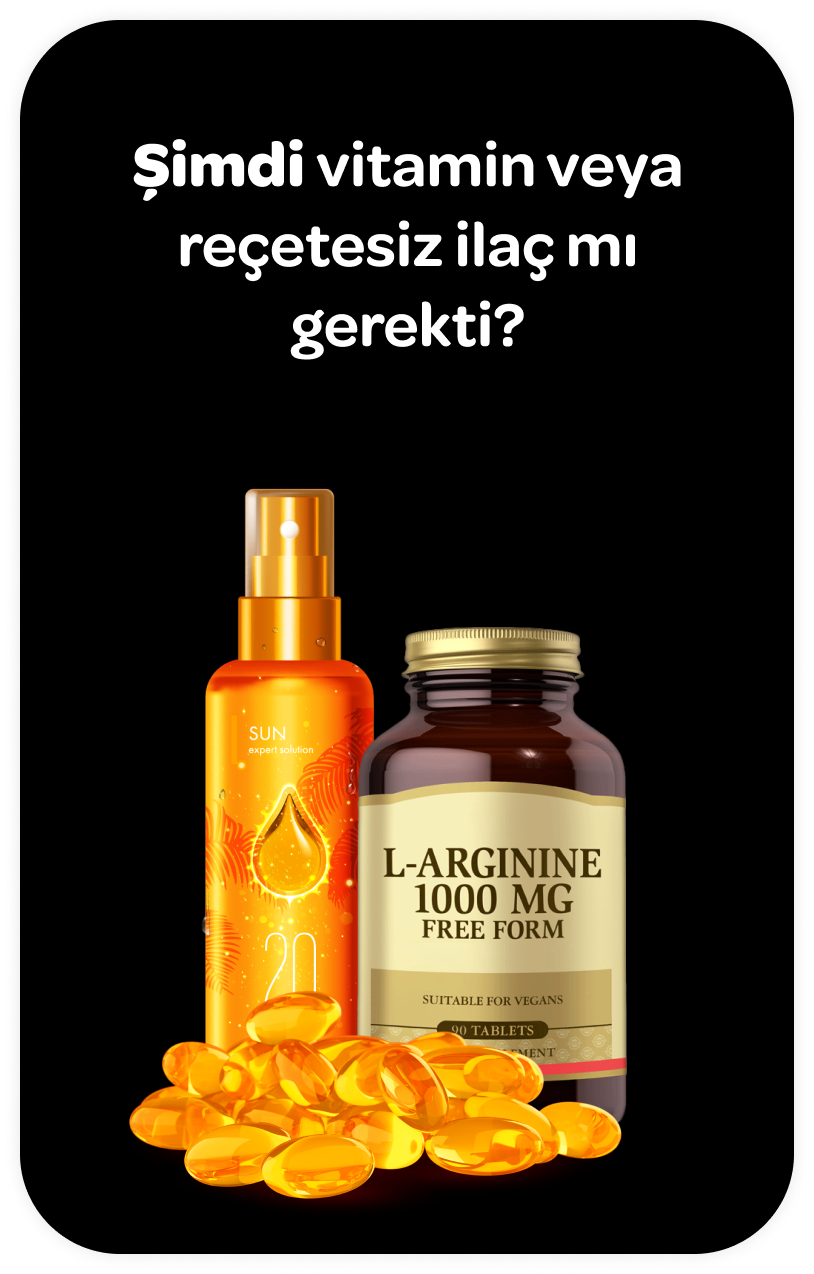 Şimdi vitamin veya
reçetesiz ilaç mı
gerekti?
SUN
expert solution
20
L-ARGININE
1000 MG
FREE FORM
SUITABLE FOR VEGANS
90 TABLETS